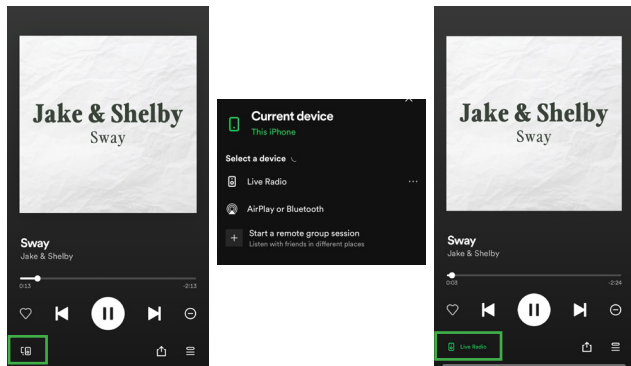 Jake & Shelby
Sway
Sway
Jake & Shelby
0:13
-2:13
Current device
This iPhone
Select a device
Live Radio
AirPlay or Bluetooth
Start a remote group session
Listen with friends in different places
Jake & Shelby
Sway
Sway
Jake & Shelby
0:03
-2:24
Live Radio